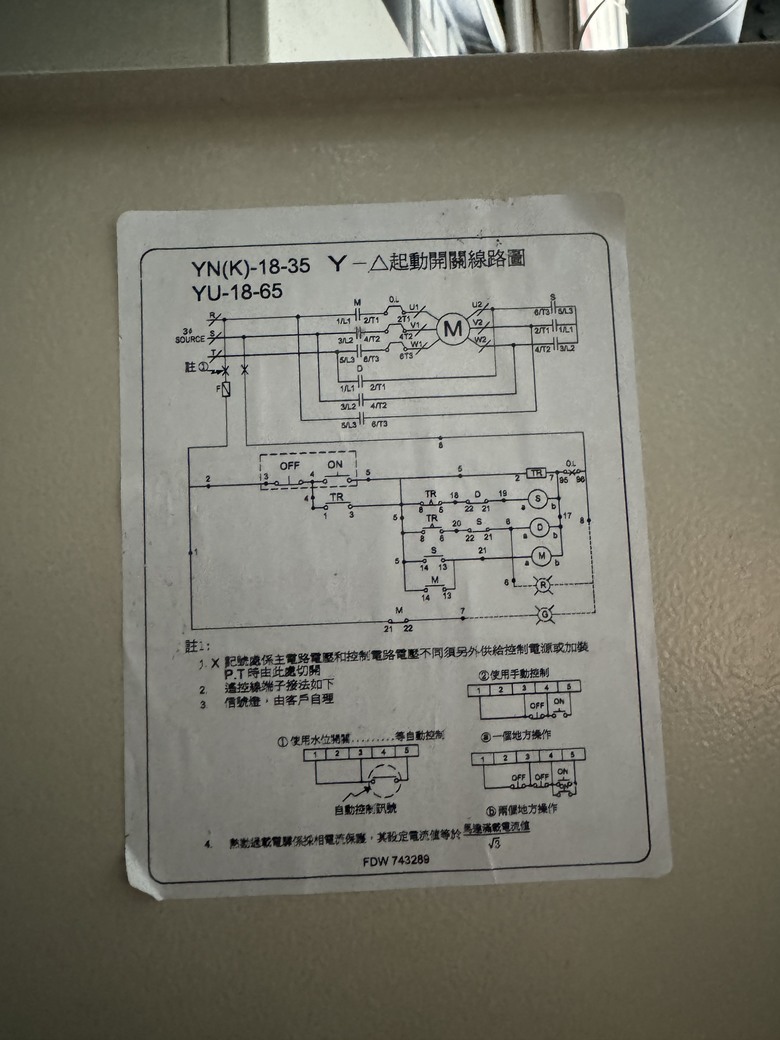 YN(K)-18-35 Y－△起動開關線路圖
YU-18-65
R
3ϕ S
SOURCE
T
註①
F
M
1/L1 2/T1
3/L2 4/T2
5/L3 6/T3
O.L
2T1
4T2
6T3
U1
V1
W1
M
U2
V2
W2
S
6/T3 5/L3
2/T1 1/L1
4/T2 3/L2
D
1/L1 2/T1
3/L2 4/T2
5/L3 6/T3
6
2 3 OFF 4 ON 5 5 2 TR 7 O.L
95 96
4 TR
1 3
TR 18 D 19 S
8 5 22 21 a b
5 TR 20 S 6 D 17 8
8 6 22 21 a b
1
5 S 21 M
14 13 a b
M 6 R
14 13
M 7 G
21 22
註1:
1. X 記號處係主電路電壓和控制電路電壓不同須另外供給控制電源或加裝
P.T 時由此處切開
2. 遙控線端子接法如下
3. 信號燈，由客戶自理
②使用手動控制
1 2 3 4 5
OFF ON
①使用水位開關………等自動控制
1 2 3 4 5
自動控制訊號
ⓐ一個地方操作
1 2 3 4 5
OFF OFF ON
ON
ⓑ兩個地方操作
4. 熱動過載電驛係採相電流保護，其設定電流值等於 馬達滿載電流值
√3
FDW 743289